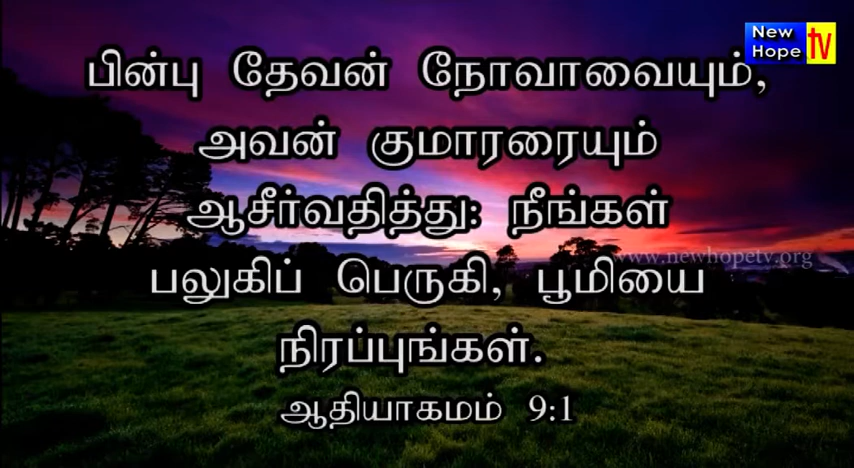 New
Hope TV
பின்பு தேவன் நோவாவையும்,
அவன் குமாரரையும்
ஆசீர்வதித்து: நீங்கள்
www.newhopetv.org
பலுகிப் பெருகி, பூமியை
நிரப்புங்கள்.
ஆதியாகமம் 9:1